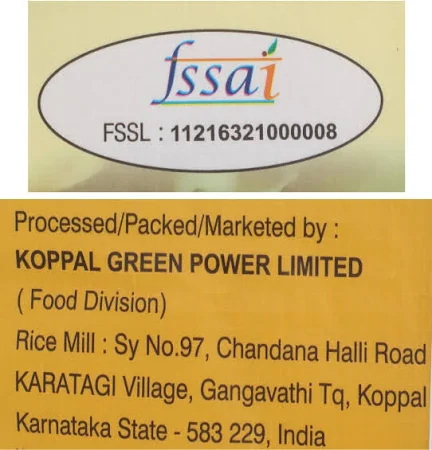 fssai
FSSL : 11216321000008
Processed/Packed/Marketed by :
KOPPAL GREEN POWER LIMITED
( Food Division)
Rice Mill : Sy No.97, Chandana Halli Road
KARATAGI Village, Gangavathi Tq, Koppal
Karnataka State - 583 229, India